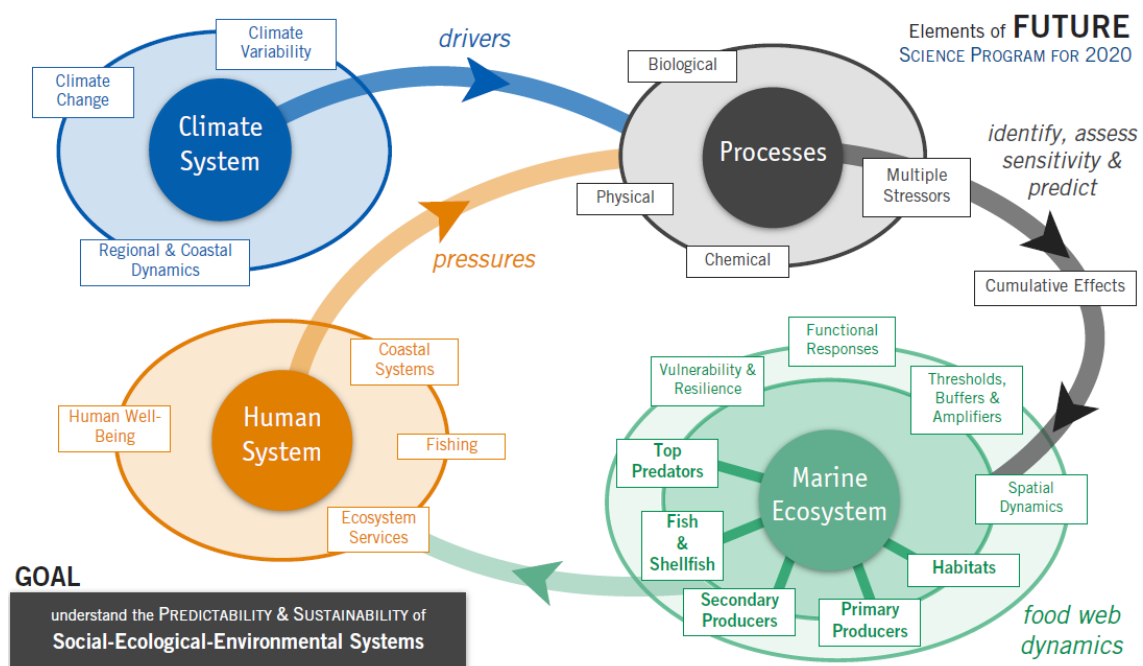 Elements of FUTURE
SCIENCE PROGRAM FOR 2020
Climate
Variability
Climate
Change
Climate
System
Regional & Coastal
Dynamics
drivers
pressures
Biological
Processes
Physical
Chemical
Multiple
Stressors
identify, assess
sensitivity &
predict
Cumulative Effects
Coastal
Systems
Human Well-
Being
Human
System
Fishing
Ecosystem
Services
Functional
Responses
Vulnerability &
Resilience
Thresholds,
Buffers &
Amplifiers
Top
Predators
Marine
Ecosystem
Spatial
Dynamics
Fish
&
Shellfish
Habitats
Secondary
Producers
Primary
Producers
food web
dynamics
GOAL
understand the PREDICTABILITY & SUSTAINABILITY of
Social-Ecological-Environmental Systems